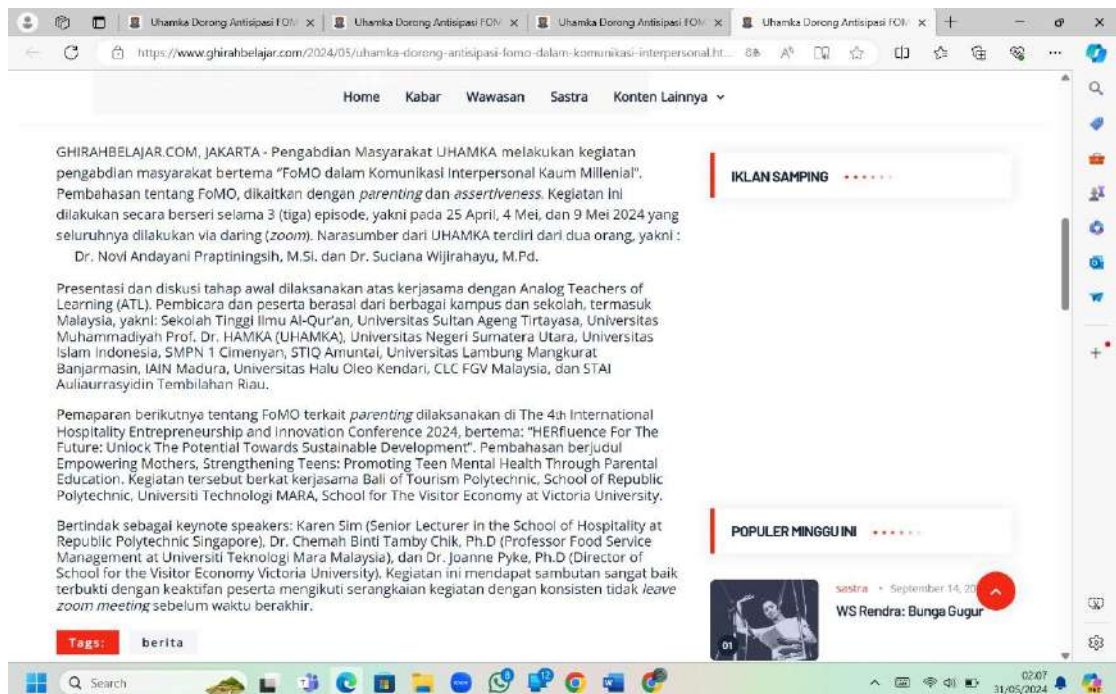 Uhamka Dorong Antisipasi FOM
Uhamka Dorong Antisipasi FOM
Uhamka Dorong Antisipasi FOM
Uhamka Dorong Antisipasi FOM
https://www.ghirahbelajar.com/2024/05/uhamka-dorong-antisipasi-fomo-dalam-komunikasi-interpersonal.ht...
Home Kabar Wawasan Sastra Konten Lainnya
GHIRAHBELAJAR.COM, JAKARTA - Pengabdian Masyarakat UHAMKA melakukan kegiatan
pengabdian masyarakat bertema "FoMO dalam Komunikasi Interpersonal Kaum Millenial".
Pembahasan tentang FoMO, dikaitkan dengan parenting dan assertiveness. Kegiatan ini
dilakukan secara berseri selama 3 (tiga) episode, yakni pada 25 April, 4 Mei, dan 9 Mei 2024 yang
seluruhnya dilakukan via daring (zoom). Narasumber dari UHAMKA terdiri dari dua orang, yakni :
Dr. Novi Andayani Praptiningsih, M.Si. dan Dr. Suciana Wijirahayu, M.Pd.
Presentasi dan diskusi tahap awal dilaksanakan atas kerjasama dengan Analog Teachers of
Learning (ATL). Pembicara dan peserta berasal dari berbagai kampus dan sekolah, termasuk
Malaysia, yakni: Sekolah Tinggi Ilmu Al-Qur'an, Universitas Sultan Ageng Tirtayasa, Universitas
Muhammadiyah Prof. Dr. HAMKA (UHAMKA), Universitas Negeri Sumatera Utara, Universitas
Islam Indonesia, SMPN 1 Cimenyan, STIQ Amuntai, Universitas Lambung Mangkurat
Banjarmasin, IAIN Madura, Universitas Halu Oleo Kendari, CLC FGV Malaysia, dan STAI
Auliaurrasyidin Tembilahan Riau.
Pemaparan berikutnya tentang FoMO terkait parenting dilaksanakan di The 4th International
Hospitality Entrepreneurship and Innovation Conference 2024, bertema: "HERfluence For The
Future: Unlock The Potential Towards Sustainable Development". Pembahasan berjudul
Empowering Mothers, Strengthening Teens: Promoting Teen Mental Health Through Parental
Education. Kegiatan tersebut berkat kerjasama Bali of Tourism Polytechnic, School of Republic
Polytechnic, Universiti Technologi MARA, School for The Visitor Economy at Victoria University.
Bertindak sebagai keynote speakers: Karen Sim (Senior Lecturer in the School of Hospitality at
Republic Polytechnic Singapore), Dr. Chemah Binti Tamby Chik, Ph.D (Professor Food Service
Management at Universiti Teknologi Mara Malaysia), dan Dr. Joanne Pyke, Ph.D (Director of
School for the Visitor Economy Victoria University). Kegiatan ini mendapat sambutan sangat baik
terbukti dengan keaktifan peserta mengikuti serangkaian kegiatan dengan konsisten tidak leave
zoom meeting sebelum waktu berakhir.
Tags: berita
IKLAN SAMPING
POPULER MINGGU INI
sastra • September 14, 20
WS Rendra: Bunga Gugur
01
Search
02:07
31/05/2024